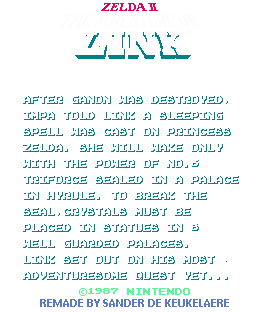 ZELDA II
LINK
AFTER GANON WAS DESTROYED,
IMPA TOLD LINK A SLEEPING
SPELL WAS CAST ON PRINCESS
ZELDA. SHE WILL WAKE ONLY
WITH THE POWER OF NO.3
TRIFORCE SEALED IN A PALACE
IN HYRULE. TO BREAK THE
SEAL,CRYSTALS MUST BE
PLACED IN STATUES IN 6
WELL GUARDED PALACES.
LINK SET OUT ON HIS MOST
ADVENTURESOME QUEST YET...
©1987 NINTENDO
REMADE BY SANDER DE KEUKELAERE